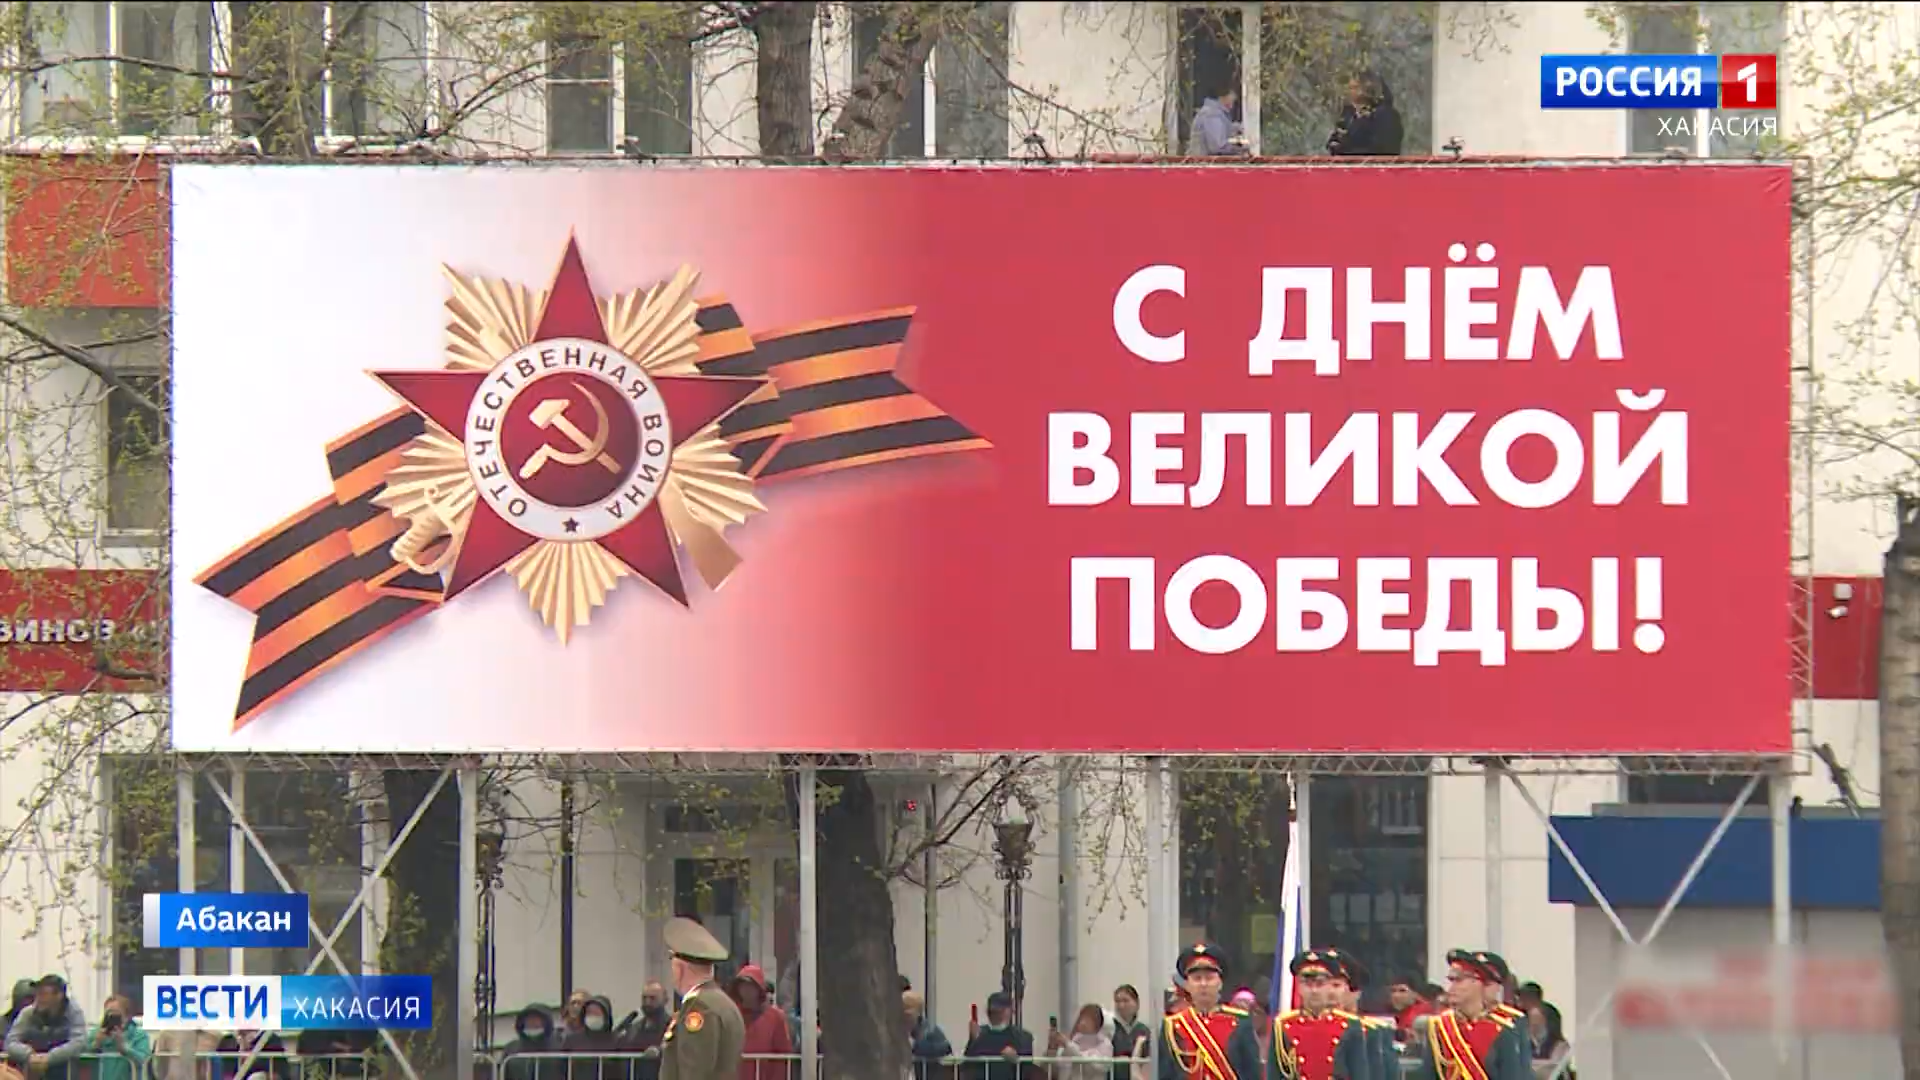 РОССИЯ 1
ХАКАСИЯ
С ДНЁМ
ВЕЛИКОЙ
ПОБЕДЫ!
ОТЕЧЕСТВЕННАЯ ВОЙНА
Абакан
ВЕСТИ ХАКАСИЯ